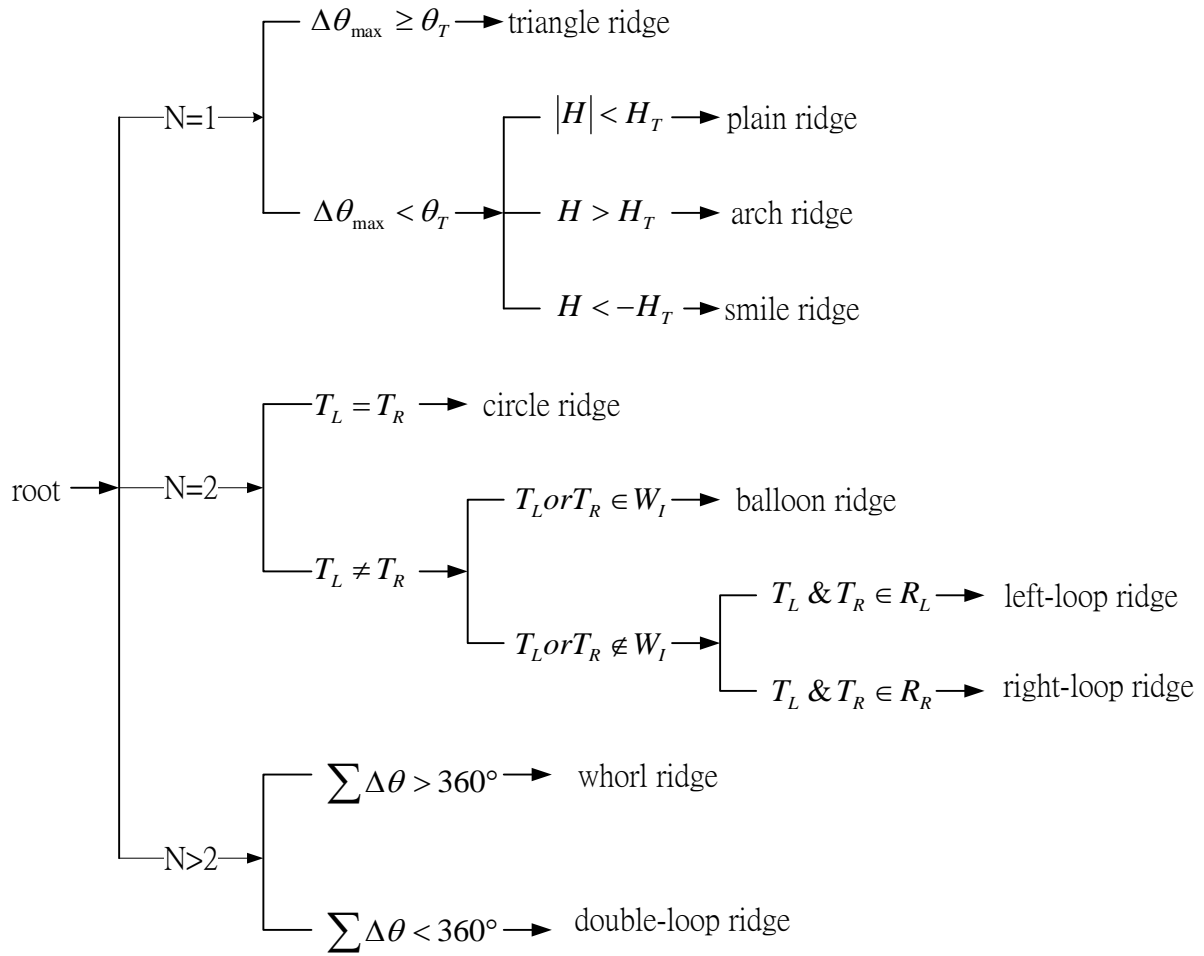 Δθmax ≥ θT triangle ridge
N=1
|H| < HT plain ridge
Δθmax < θT H > HT arch ridge
H < −HT smile ridge
TL = TR circle ridge
root N=2
TL or TR ∈ WI balloon ridge
TL ≠ TR
TL & TR ∈ RL left-loop ridge
TL or TR ∉ WI
TL & TR ∈ RR right-loop ridge
∑Δθ > 360° whorl ridge
N>2
∑Δθ < 360° double-loop ridge